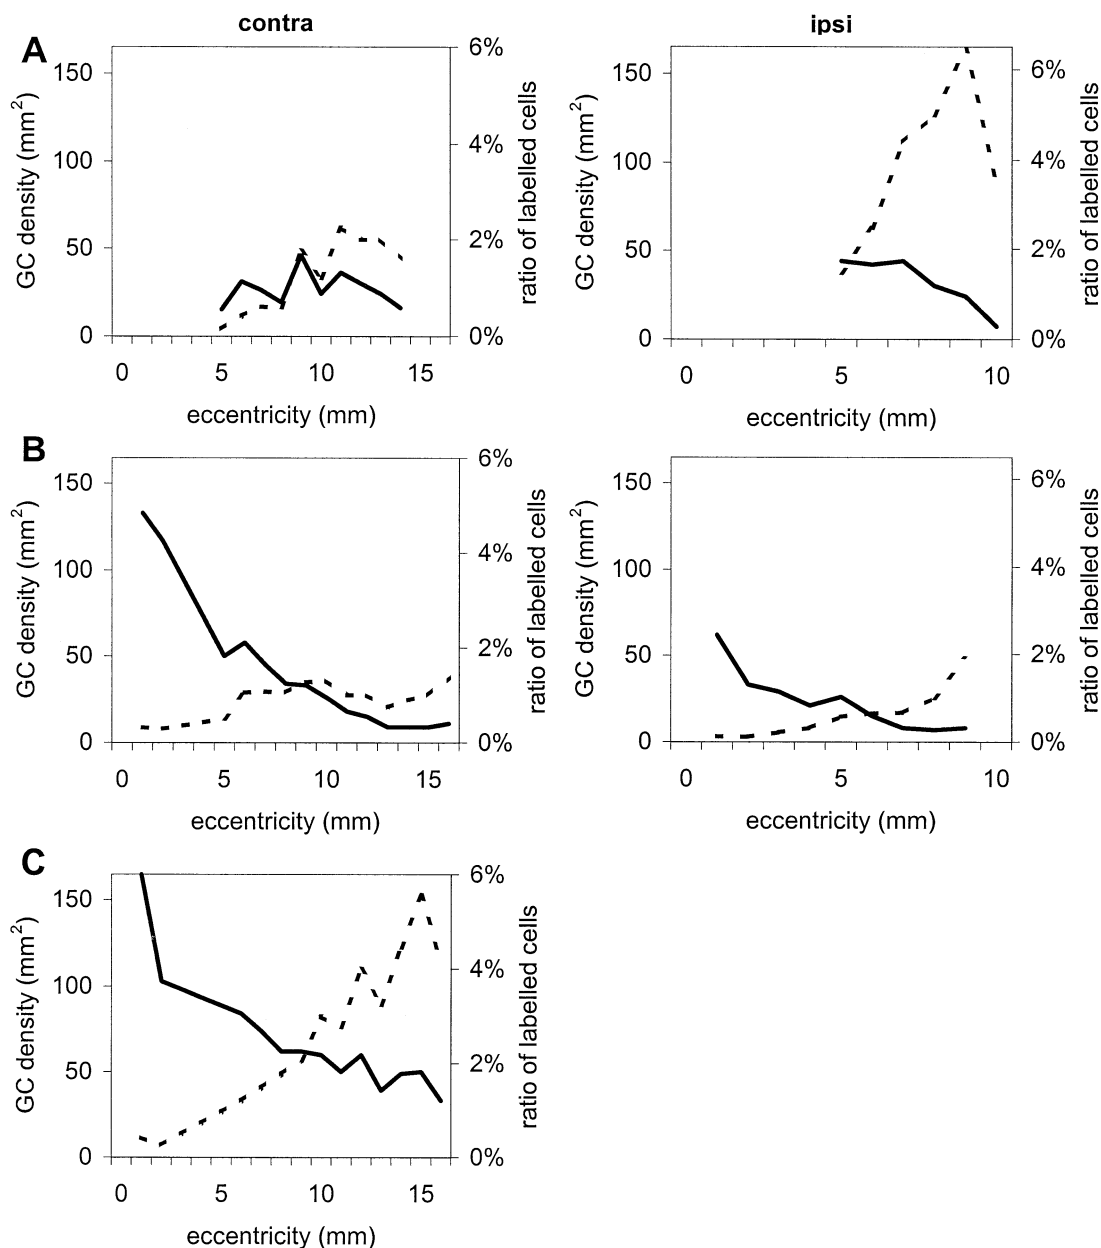 contra
ipsi
A
GC density (mm2)
150
100
50
0
6%
4%
2%
0%
ratio of labelled cells
0 5 10 15
eccentricity (mm)
GC density (mm2)
150
100
50
0
6%
4%
2%
0%
ratio of labelled cells
0 5 10
eccentricity (mm)
B
GC density (mm2)
150
100
50
0
6%
4%
2%
0%
ratio of labelled cells
0 5 10 15
eccentricity (mm)
GC density (mm2)
150
100
50
0
6%
4%
2%
0%
ratio of labelled cells
0 5 10
eccentricity (mm)
C
GC density (mm2)
150
100
50
0
6%
4%
2%
0%
ratio of labelled cells
0 5 10 15
eccentricity (mm)